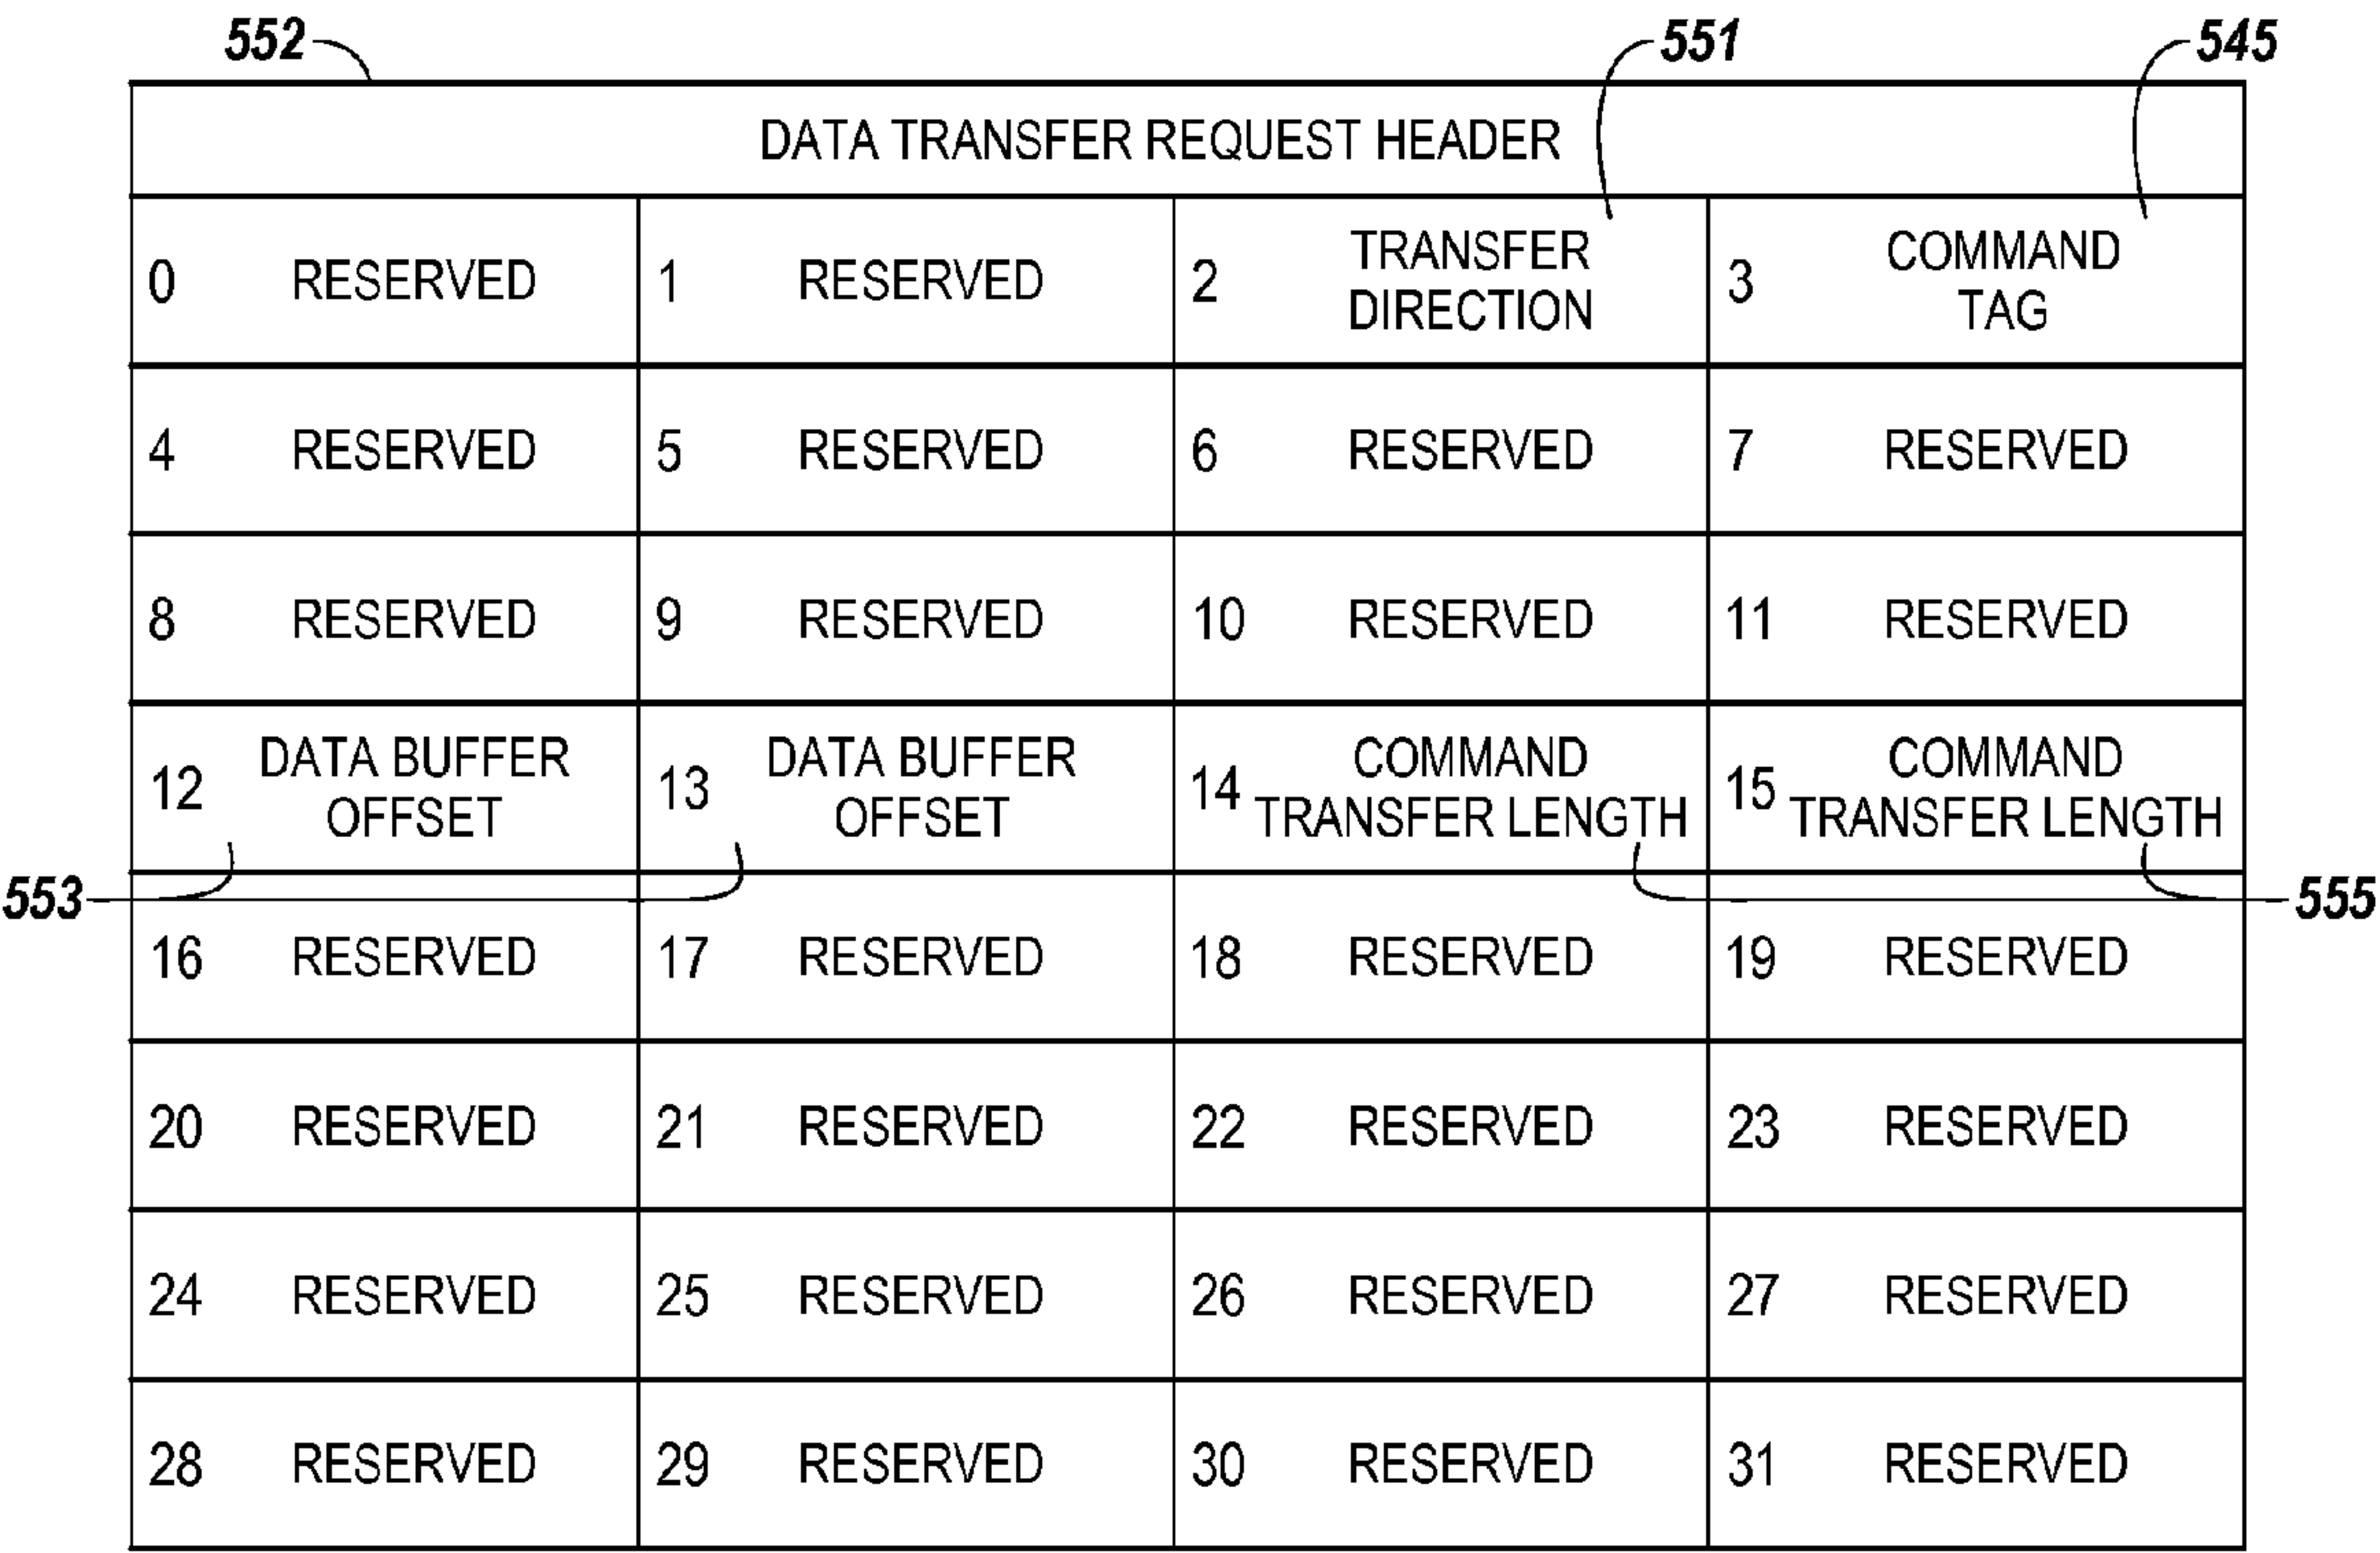 552 551 545
DATA TRANSFER REQUEST HEADER
0 RESERVED 1 RESERVED 2 TRANSFER DIRECTION 3 COMMAND TAG
4 RESERVED 5 RESERVED 6 RESERVED 7 RESERVED
8 RESERVED 9 RESERVED 10 RESERVED 11 RESERVED
12 DATA BUFFER OFFSET 13 DATA BUFFER OFFSET 14 COMMAND TRANSFER LENGTH 15 COMMAND TRANSFER LENGTH
553 555
16 RESERVED 17 RESERVED 18 RESERVED 19 RESERVED
20 RESERVED 21 RESERVED 22 RESERVED 23 RESERVED
24 RESERVED 25 RESERVED 26 RESERVED 27 RESERVED
28 RESERVED 29 RESERVED 30 RESERVED 31 RESERVED